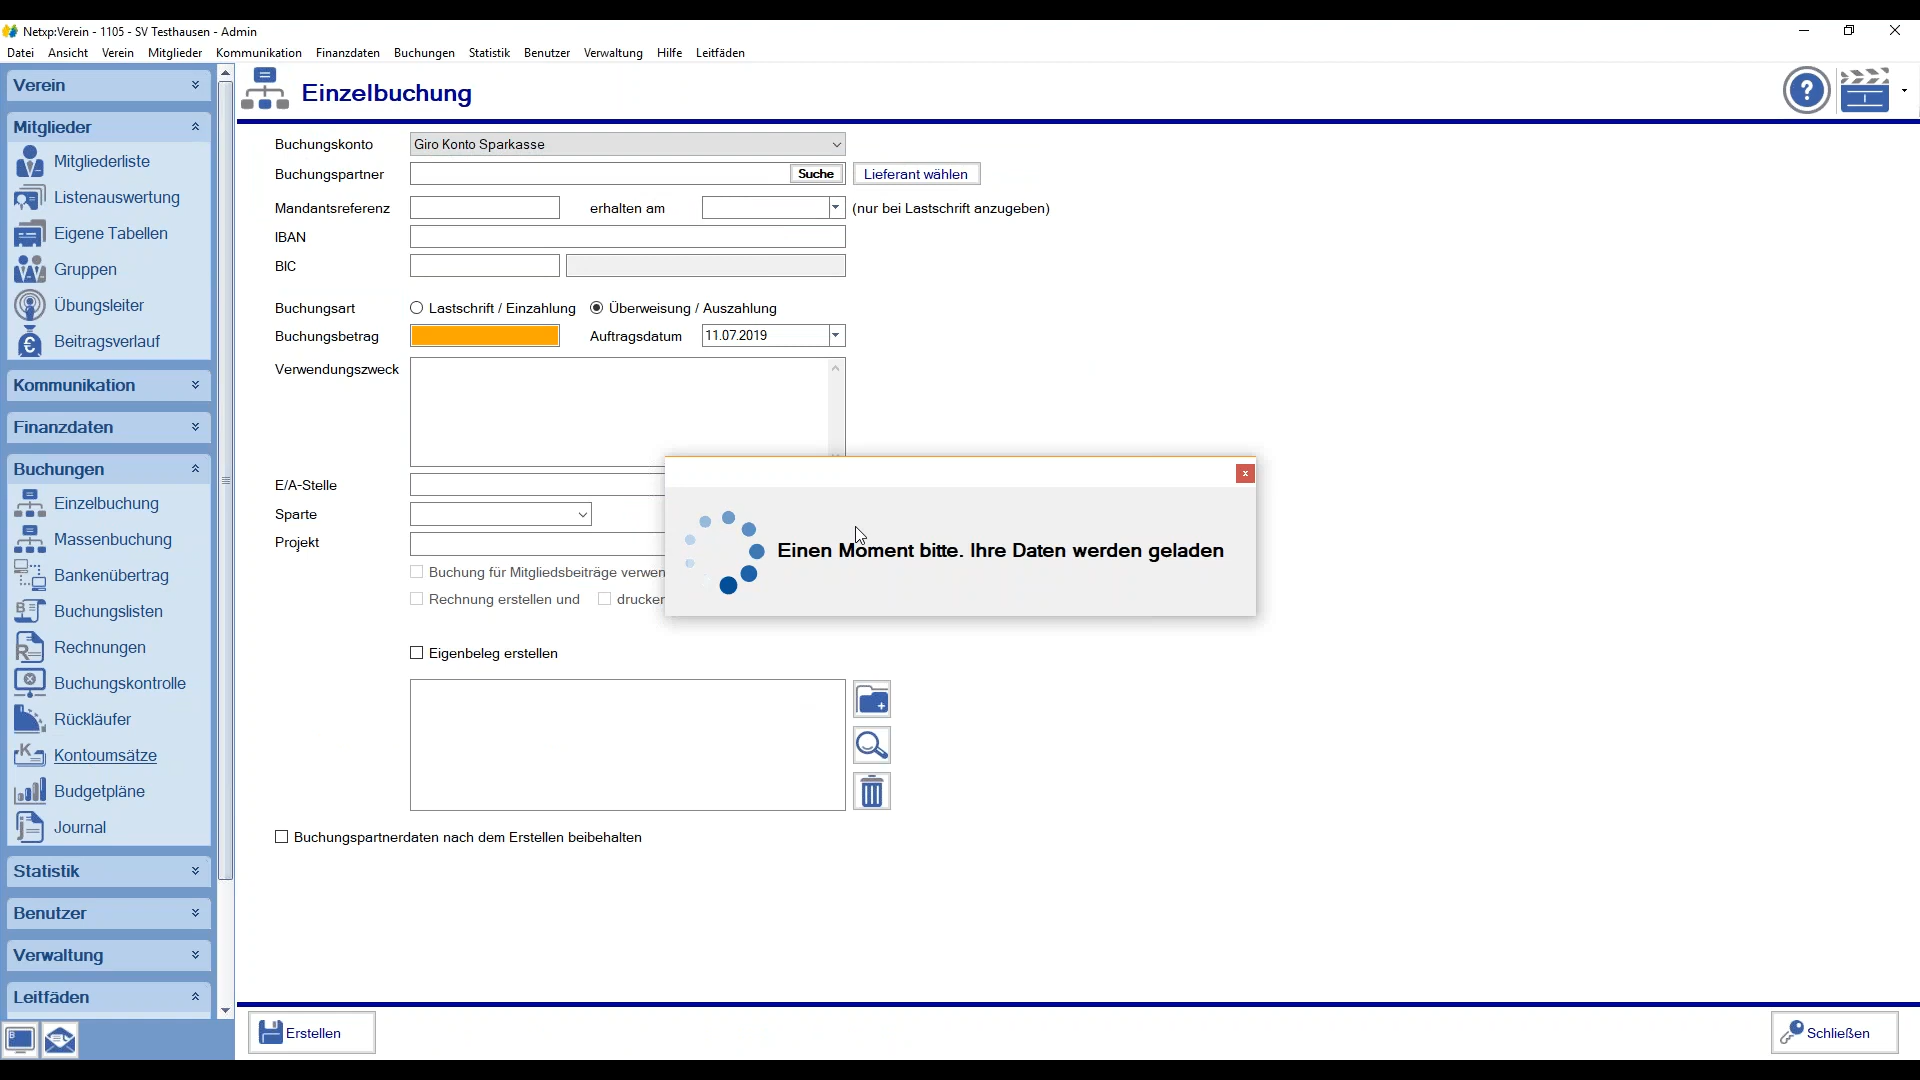 Netxp:Verein - 1105 - SV Testhausen - Admin
Datei Ansicht Verein Mitglieder Kommunikation Finanzdaten Buchungen Statistik Benutzer Verwaltung Hilfe Leitfäden
Verein
Mitglieder
Mitgliederliste
Listenauswertung
Eigene Tabellen
Gruppen
Übungsleiter
Beitragsverlauf
Kommunikation
Finanzdaten
Buchungen
Einzelbuchung
Massenbuchung
Bankenübertrag
Buchungslisten
Rechnungen
Buchungskontrolle
Rückläufer
Kontoumsätze
Budgetpläne
Journal
Statistik
Benutzer
Verwaltung
Leitfäden
Einzelbuchung
Buchungskonto Giro Konto Sparkasse
Buchungspartner Suche Lieferant wählen
Mandantsreferenz erhalten am (nur bei Lastschrift anzugeben)
IBAN
BIC
Buchungsart Lastschrift / Einzahlung Überweisung / Auszahlung
Buchungsbetrag Auftragsdatum 11.07.2019
Verwendungszweck
E/A-Stelle
Sparte
Projekt
Buchung für Mitgliedsbeiträge verwen
Rechnung erstellen und drucken
Einen Moment bitte. Ihre Daten werden geladen
Eigenbeleg erstellen
Buchungspartnerdaten nach dem Erstellen beibehalten
Erstellen
Schließen